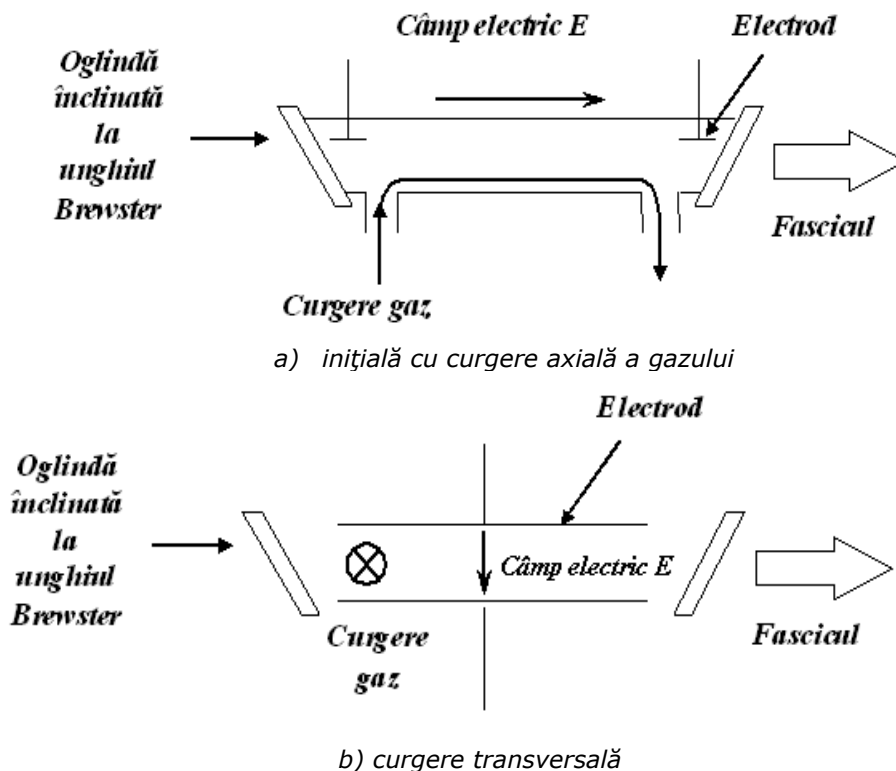 Câmp electric E
Electrod
Oglindă
înclinată
la
unghiul
Brewster
Fascicul
Curgere gaz
a) iniţială cu curgere axială a gazului
Electrod
Oglindă
înclinată
la
unghiul
Brewster
Câmp electric E
Curgere
gaz
Fascicul
b) curgere transversală